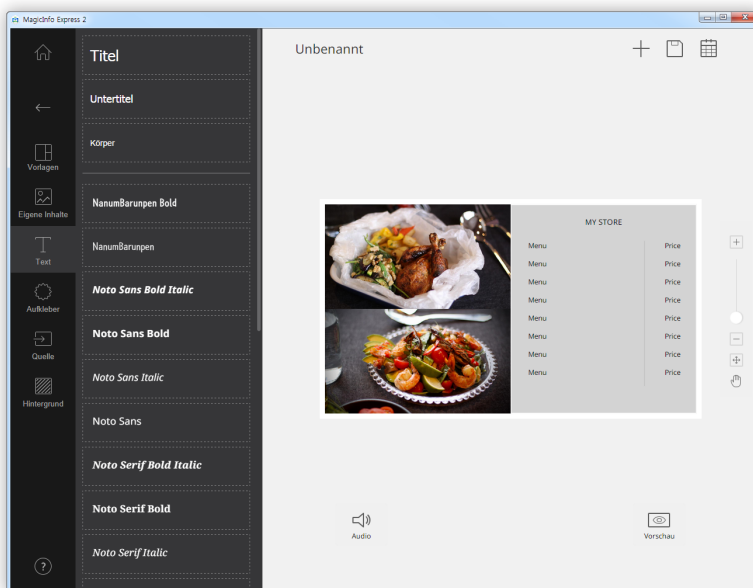 MagicInfo Express 2
Vorlagen
Eigene Inhalte
Text
Aufkleber
Quelle
Hintergrund
?
Titel
Untertitel
Körper
NanumBarunpen Bold
NanumBarunpen
Noto Sans Bold Italic
Noto Sans Bold
Noto Sans Italic
Noto Sans
Noto Serif Bold Italic
Noto Serif Bold
Noto Serif Italic
Unbenannt
MY STORE
Menu Price
Menu Price
Menu Price
Menu Price
Menu Price
Menu Price
Menu Price
Menu Price
Audio
Vorschau